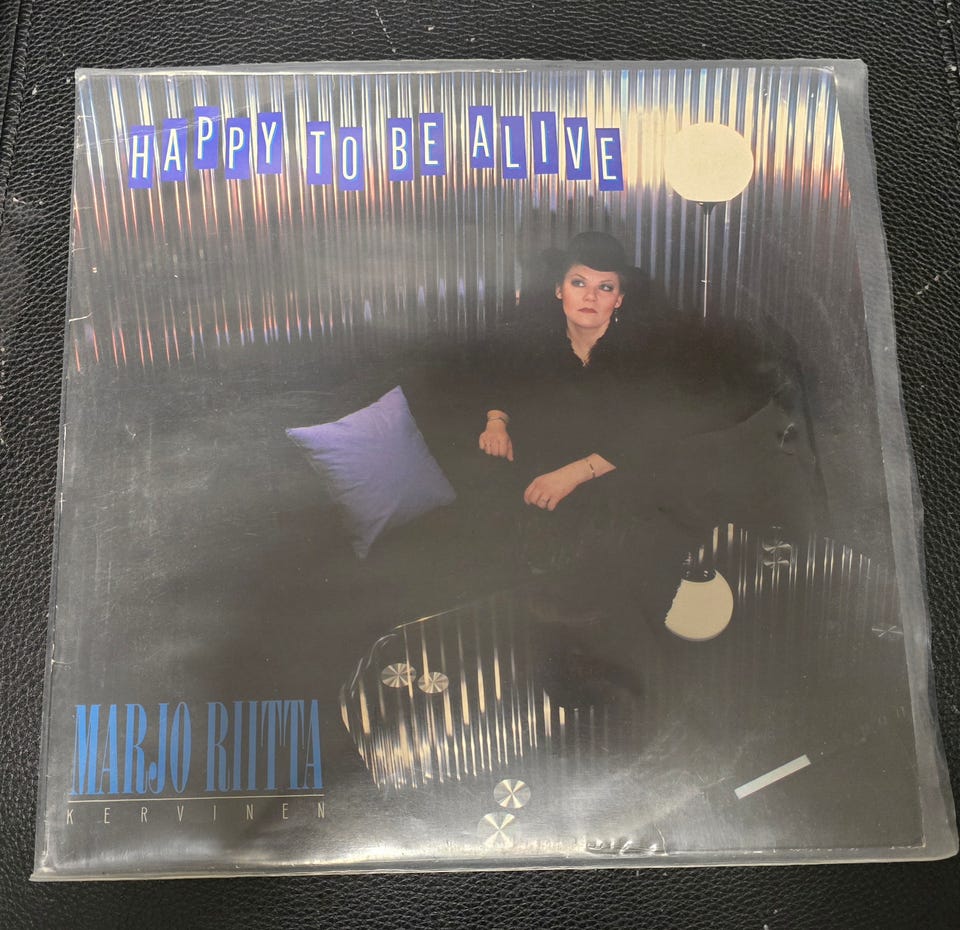 HAPPY TO BE ALIVE
MARJO RIITTA
KERVINEN